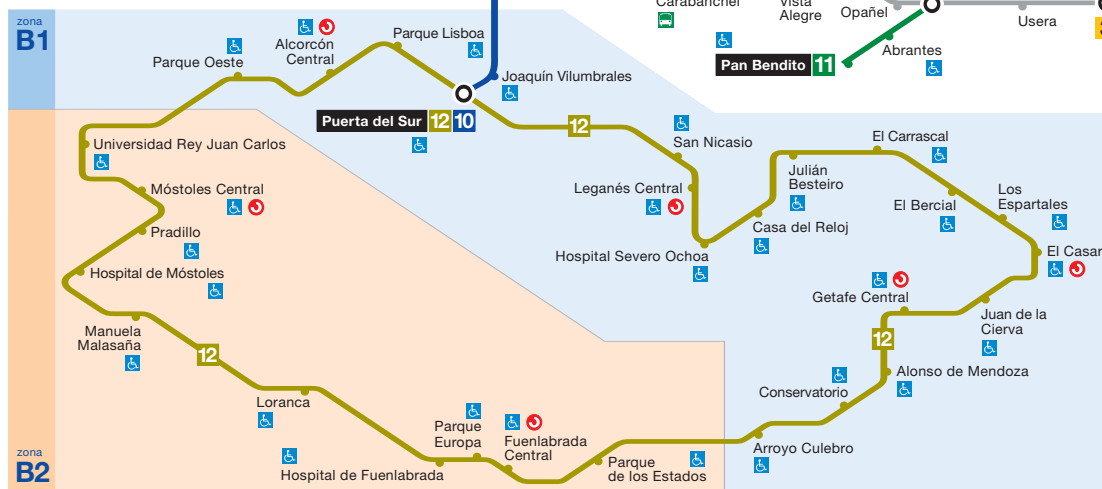 zona
B1
Carabanchel
Vista
Alegre
Opañel
Usera
3
Abrantes
Pan Bendito 11
Parque Lisboa
Alcorcón
Central
Parque Oeste
Joaquín Vilumbrales
Puerta del Sur 12 10
12
San Nicasio
El Carrascal
Universidad Rey Juan Carlos
Julián
Besteiro
Leganés Central
Móstoles Central
Los
Espartales
El Bercial
Casa del Reloj
Pradillo
El Casar
Hospital Severo Ochoa
Hospital de Móstoles
Getafe Central
Juan de la
Cierva
Manuela
Malasaña
12
12
Alonso de Mendoza
Conservatorio
Loranca
Parque
Europa
Fuenlabrada
Central
Arroyo Culebro
zona
B2
Hospital de Fuenlabrada
Parque
de los Estados